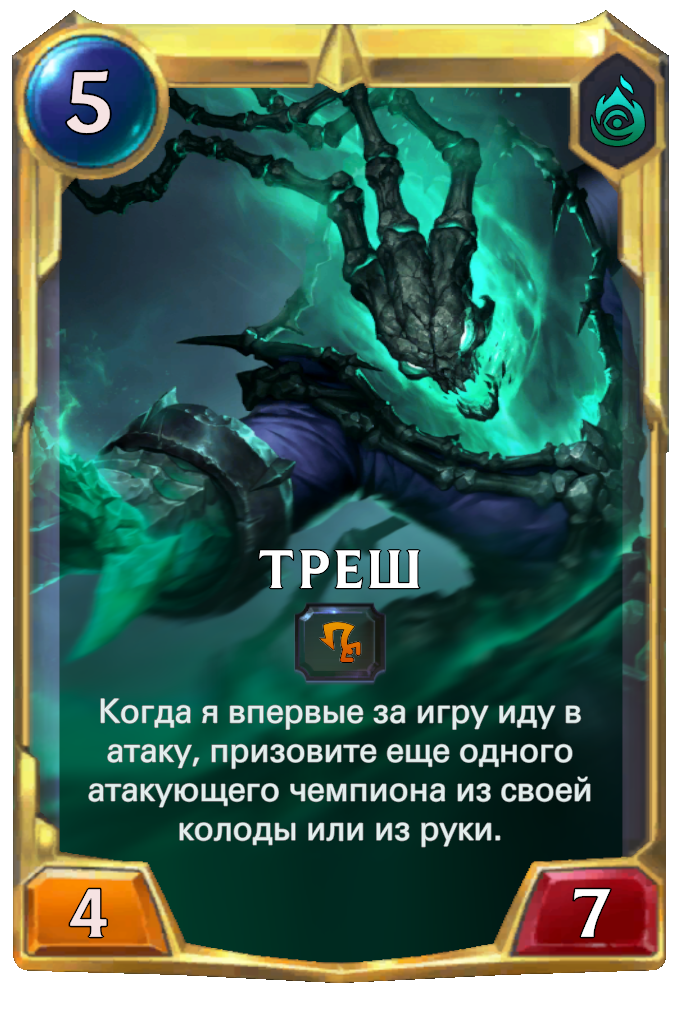 5
ТРЕШ
Когда я впервые за игру иду в
атаку, призовите еще одного
атакующего чемпиона из своей
колоды или из руки.
4
7